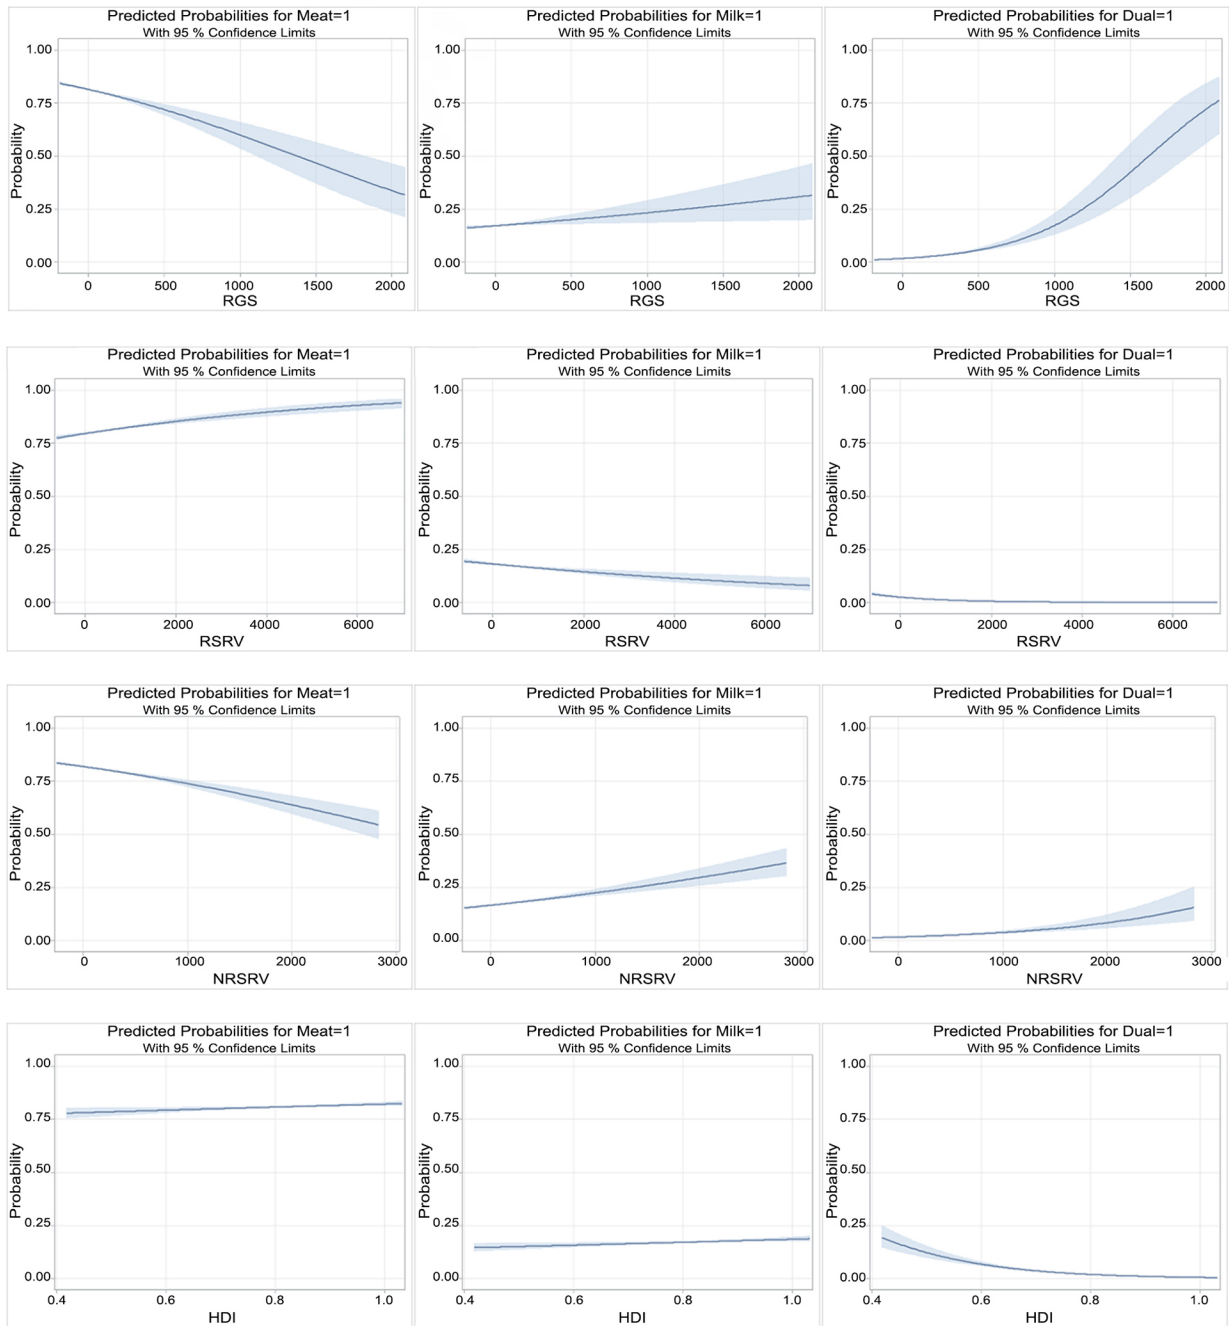 Predicted Probabilities for Meat=1
With 95 % Confidence Limits
1.00
0.75
0.50
0.25
0.00
Probability
0 500 1000 1500 2000
RGS
Predicted Probabilities for Milk=1
With 95 % Confidence Limits
1.00
0.75
0.50
0.25
0.00
Probability
0 500 1000 1500 2000
RGS
Predicted Probabilities for Dual=1
With 95 % Confidence Limits
1.00
0.75
0.50
0.25
0.00
Probability
0 500 1000 1500 2000
RGS
Predicted Probabilities for Meat=1
With 95 % Confidence Limits
1.00
0.75
0.50
0.25
0.00
Probability
0 2000 4000 6000
RSRV
Predicted Probabilities for Milk=1
With 95 % Confidence Limits
1.00
0.75
0.50
0.25
0.00
Probability
0 2000 4000 6000
RSRV
Predicted Probabilities for Dual=1
With 95 % Confidence Limits
1.00
0.75
0.50
0.25
0.00
Probability
0 2000 4000 6000
RSRV
Predicted Probabilities for Meat=1
With 95 % Confidence Limits
1.00
0.75
0.50
0.25
0.00
Probability
0 1000 2000 3000
NRSRV
Predicted Probabilities for Milk=1
With 95 % Confidence Limits
1.00
0.75
0.50
0.25
0.00
Probability
0 1000 2000 3000
NRSRV
Predicted Probabilities for Dual=1
With 95 % Confidence Limits
1.00
0.75
0.50
0.25
0.00
Probability
0 1000 2000 3000
NRSRV
Predicted Probabilities for Meat=1
With 95 % Confidence Limits
1.00
0.75
0.50
0.25
0.00
Probability
0.4 0.6 0.8 1.0
HDI
Predicted Probabilities for Milk=1
With 95 % Confidence Limits
1.00
0.75
0.50
0.25
0.00
Probability
0.4 0.6 0.8 1.0
HDI
Predicted Probabilities for Dual=1
With 95 % Confidence Limits
1.00
0.75
0.50
0.25
0.00
Probability
0.4 0.6 0.8 1.0
HDI